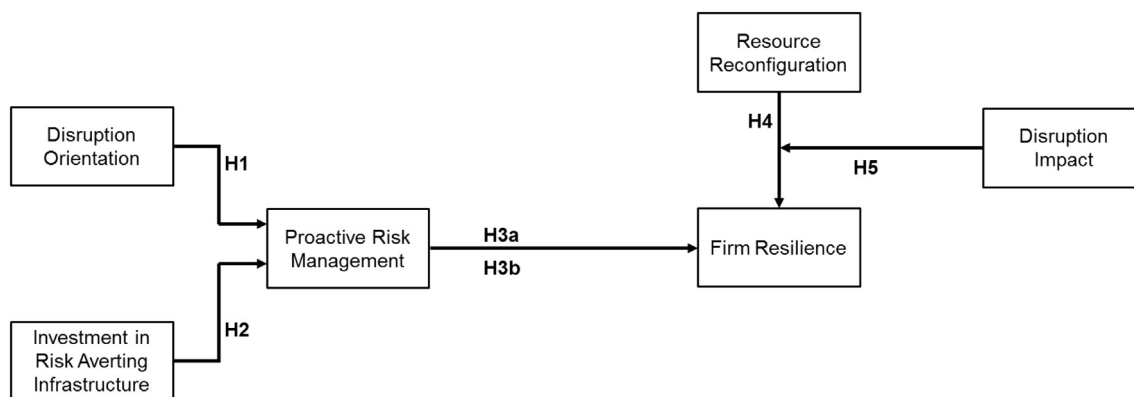 Resource
Reconfiguration
Disruption
Orientation
H1
H4
H5
Disruption
Impact
Proactive Risk
Management
H3a
H3b
Firm Resilience
Investment in
Risk Averting
Infrastructure
H2